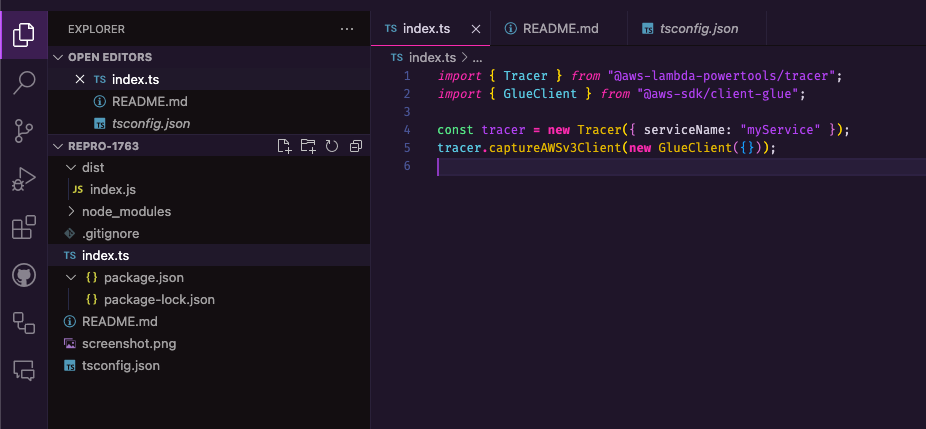 EXPLORER
OPEN EDITORS
TS index.ts
README.md
TS tsconfig.json
REPRO-1763
dist
JS index.js
node_modules
.gitignore
TS index.ts
{} package.json
{} package-lock.json
README.md
screenshot.png
TS tsconfig.json
TS index.ts README.md TS tsconfig.json
TS index.ts > ...
1 import { Tracer } from "@aws-lambda-powertools/tracer";
2 import { GlueClient } from "@aws-sdk/client-glue";
3
4 const tracer = new Tracer({ serviceName: "myService" });
5 tracer.captureAWSv3Client(new GlueClient({}));
6